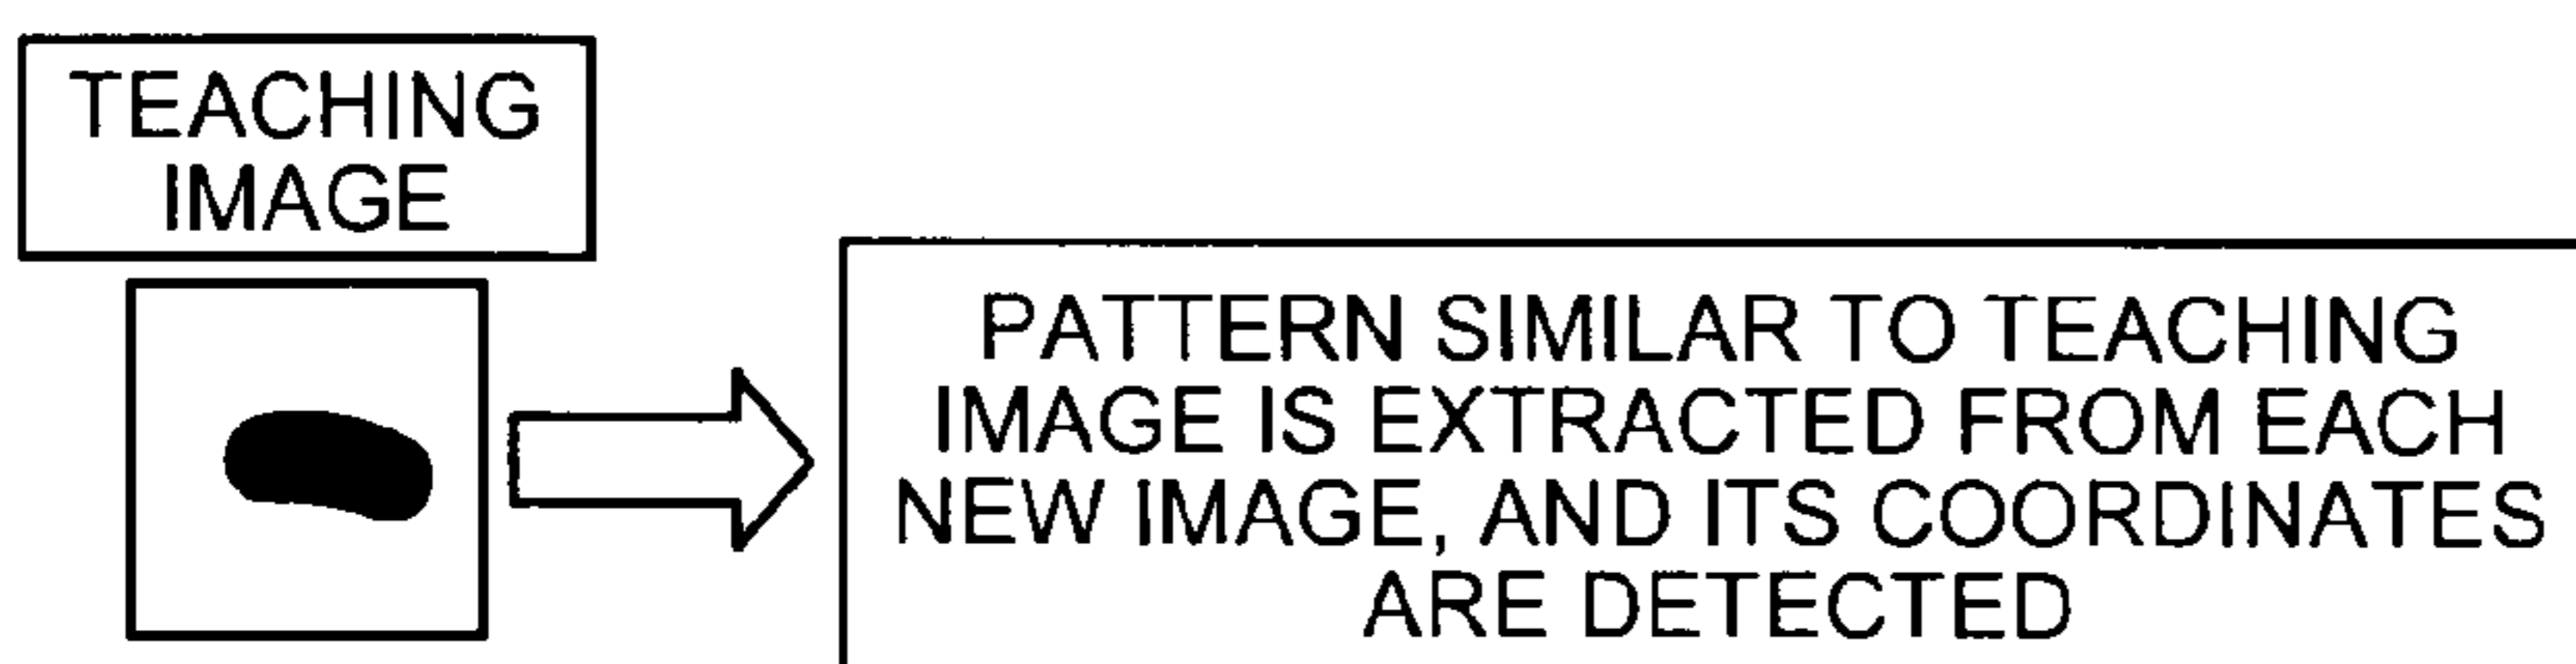 TEACHING
IMAGE
PATTERN SIMILAR TO TEACHING
IMAGE IS EXTRACTED FROM EACH
NEW IMAGE, AND ITS COORDINATES
ARE DETECTED